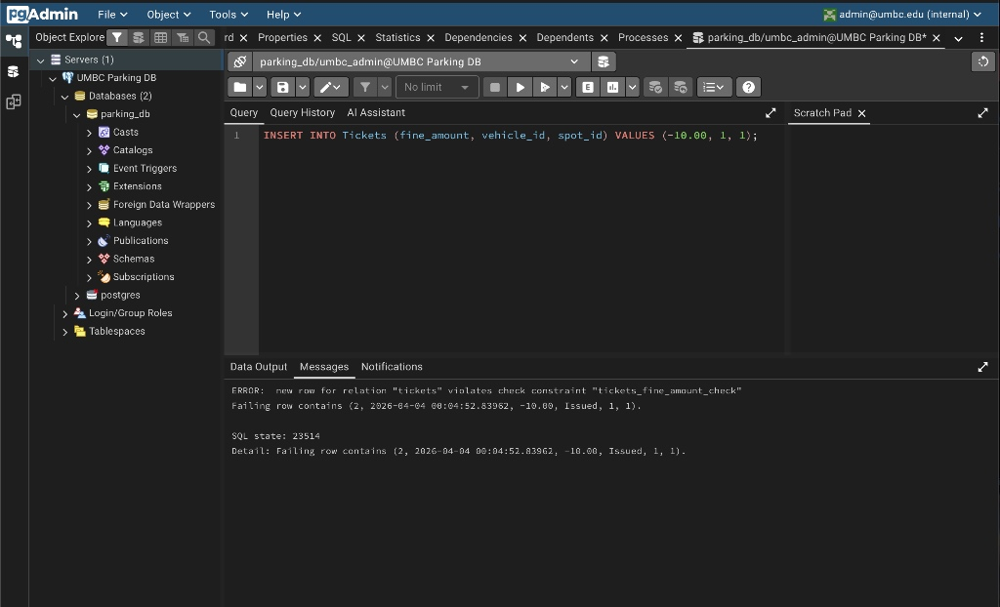 pgAdmin File Object Tools Help admin@umbc.edu (internal)
Object Explore rd Properties SQL Statistics Dependencies Dependents Processes parking_db/umbc_admin@UMBC Parking DB*
Servers (1)
UMBC Parking DB
Databases (2)
parking_db
Casts
Catalogs
Event Triggers
Extensions
Foreign Data Wrappers
Languages
Publications
Schemas
Subscriptions
postgres
Login/Group Roles
Tablespaces
parking_db/umbc_admin@UMBC Parking DB
No limit
E
Query Query History AI Assistant
Scratch Pad
1 INSERT INTO Tickets (fine_amount, vehicle_id, spot_id) VALUES (-10.00, 1, 1);
Data Output Messages Notifications
ERROR:  new row for relation "tickets" violates check constraint "tickets_fine_amount_check"
Failing row contains (2, 2026-04-04 00:04:52.83962, -10.00, Issued, 1, 1).
SQL state: 23514
Detail: Failing row contains (2, 2026-04-04 00:04:52.83962, -10.00, Issued, 1, 1).